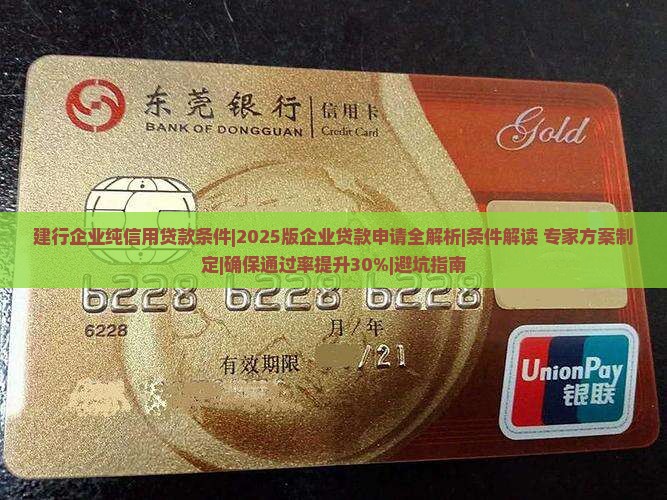 东莞银行 信用卡
BANK OF DONGGUAN Credit Card
Gold
建行企业纯信用贷款条件|2025版企业贷款申请全解析|条件解读 专家方案制
定|确保通过率提升30%|避坑指南
6228 6228 6228 6228
6228
月/年
有效期限 /21
UnionPay
银联